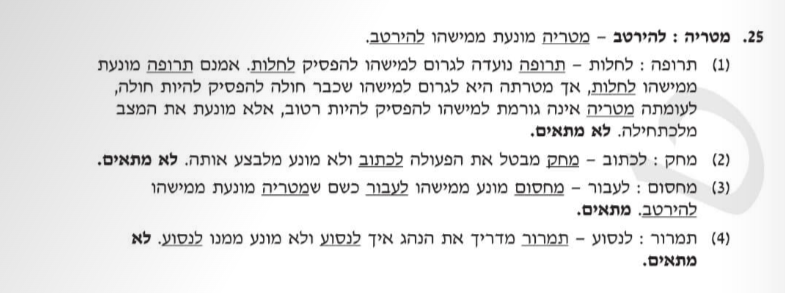 25. מטריה : להירטב – מטריה מונעת ממישהו להירטב.
(1) תרופה : לחלות – תרופה נועדה לגרום למישהו להפסיק לחלות. אמנם תרופה מונעת
ממישהו לחלות, אך מטרתה היא לגרום למישהו שכבר חולה להפסיק להיות חולה,
לעומתה מטריה אינה גורמת למישהו להפסיק להיות רטוב, אלא מונעת את המצב
מלכתחילה. לא מתאים.
(2) מחק : לכתוב – מחק מבטל את הפעולה לכתוב ולא מונע מלבצע אותה. לא מתאים.
(3) מחסום : לעבור – מחסום מונע ממישהו לעבור כשם שמטריה מונעת ממישהו
להירטב. מתאים.
(4) תמרור : לנסוע – תמרור מדריך את הנהג איך לנסוע ולא מונע ממנו לנסוע. לא
מתאים.